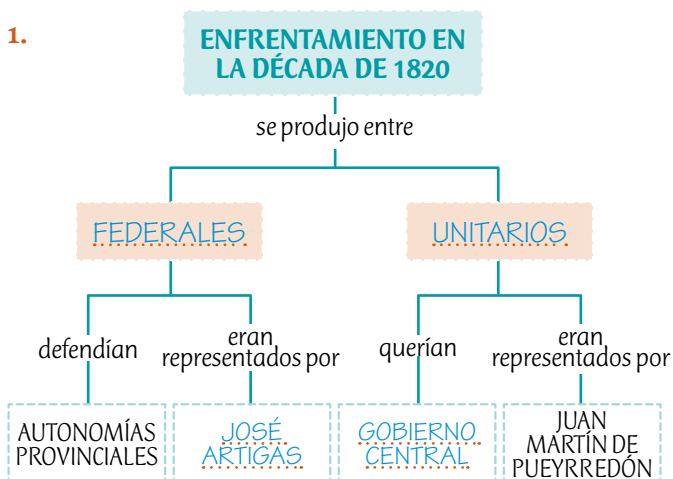 1.
ENFRENTAMIENTO EN
LA DÉCADA DE 1820
se produjo entre
FEDERALES
UNITARIOS
defendían
eran
representados por
querían
eran
representados por
AUTONOMÍAS
PROVINCIALES
JOSÉ
ARTIGAS
GOBIERNO
CENTRAL
JUAN
MARTÍN DE
PUEYRREDÓN